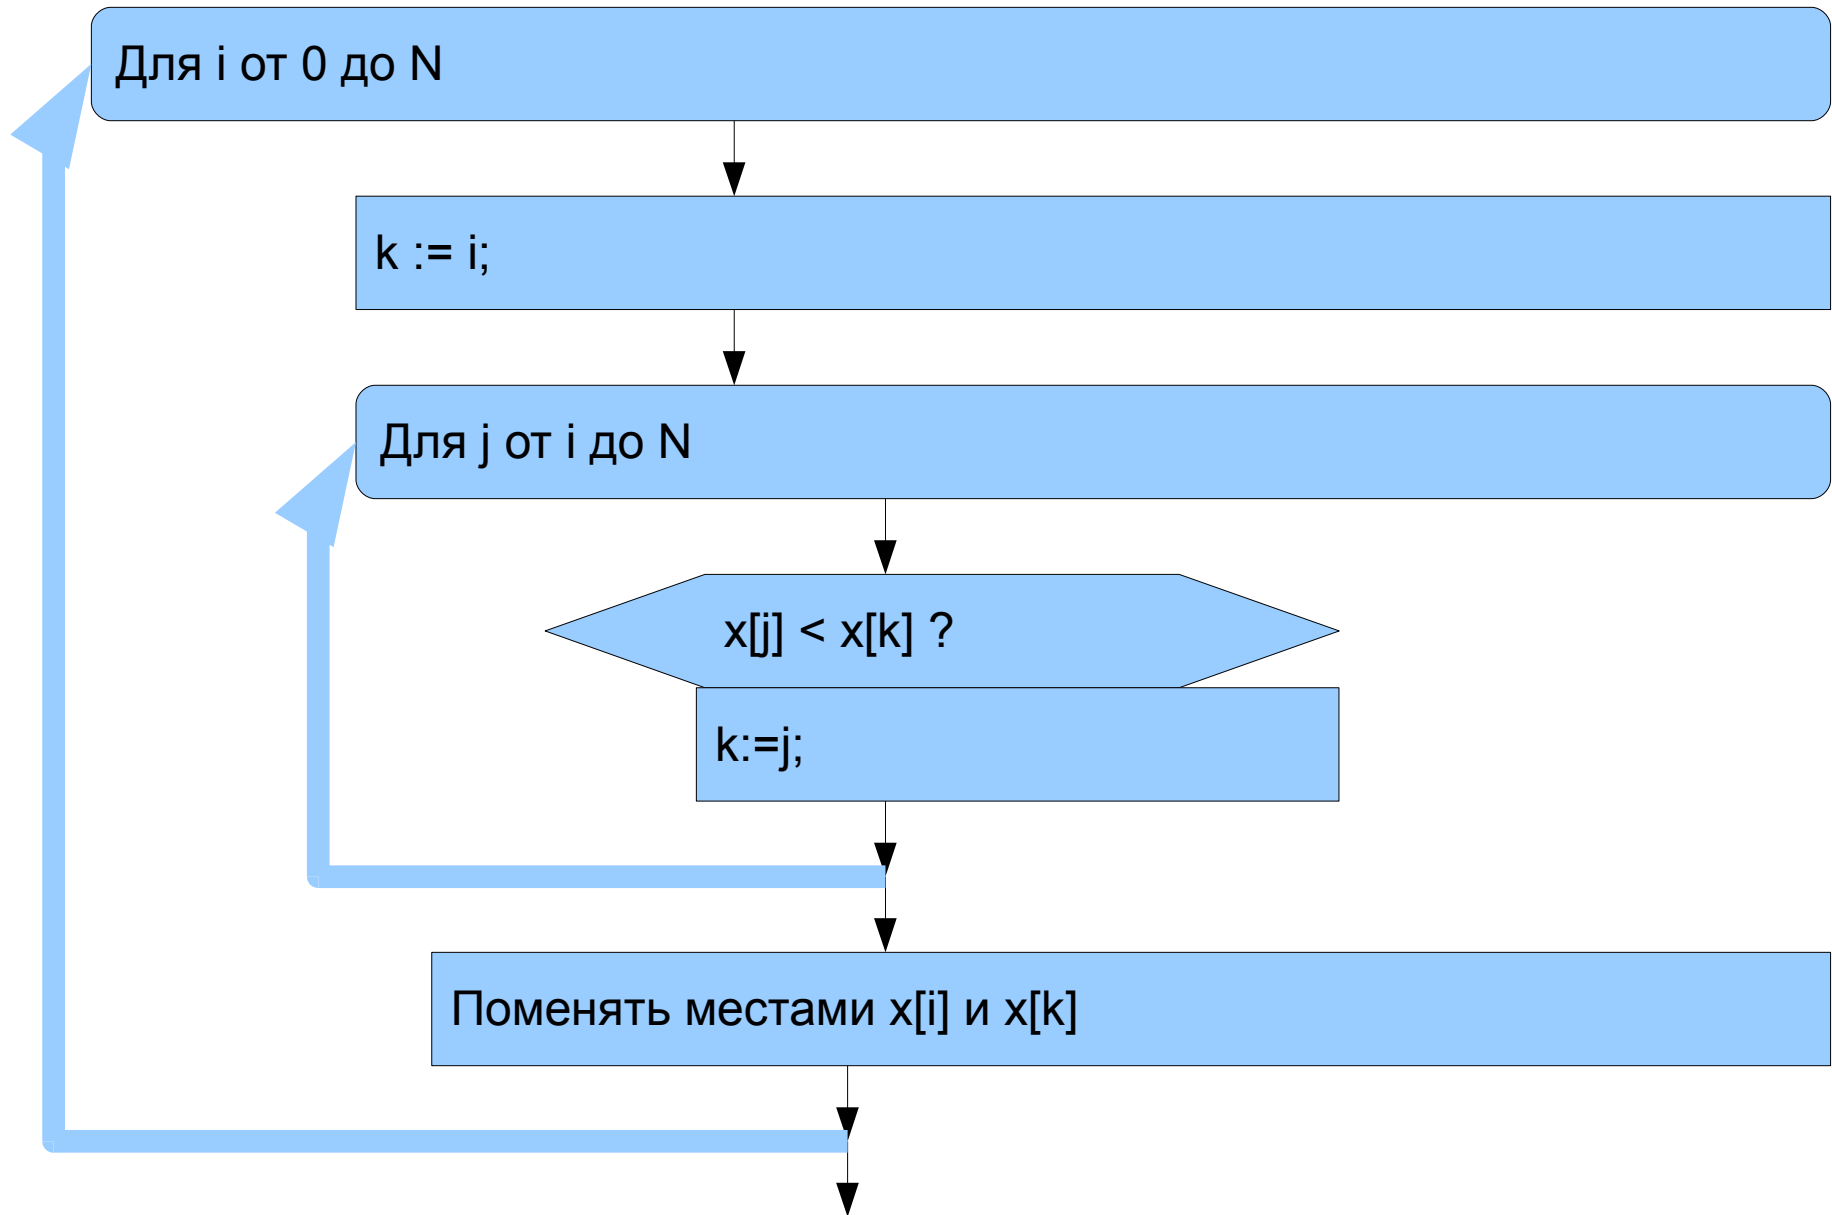 Для i от 0 до N
k := i;
Для j от i до N
x[j] < x[k] ?
k:=j;
Поменять местами x[i] и x[k]